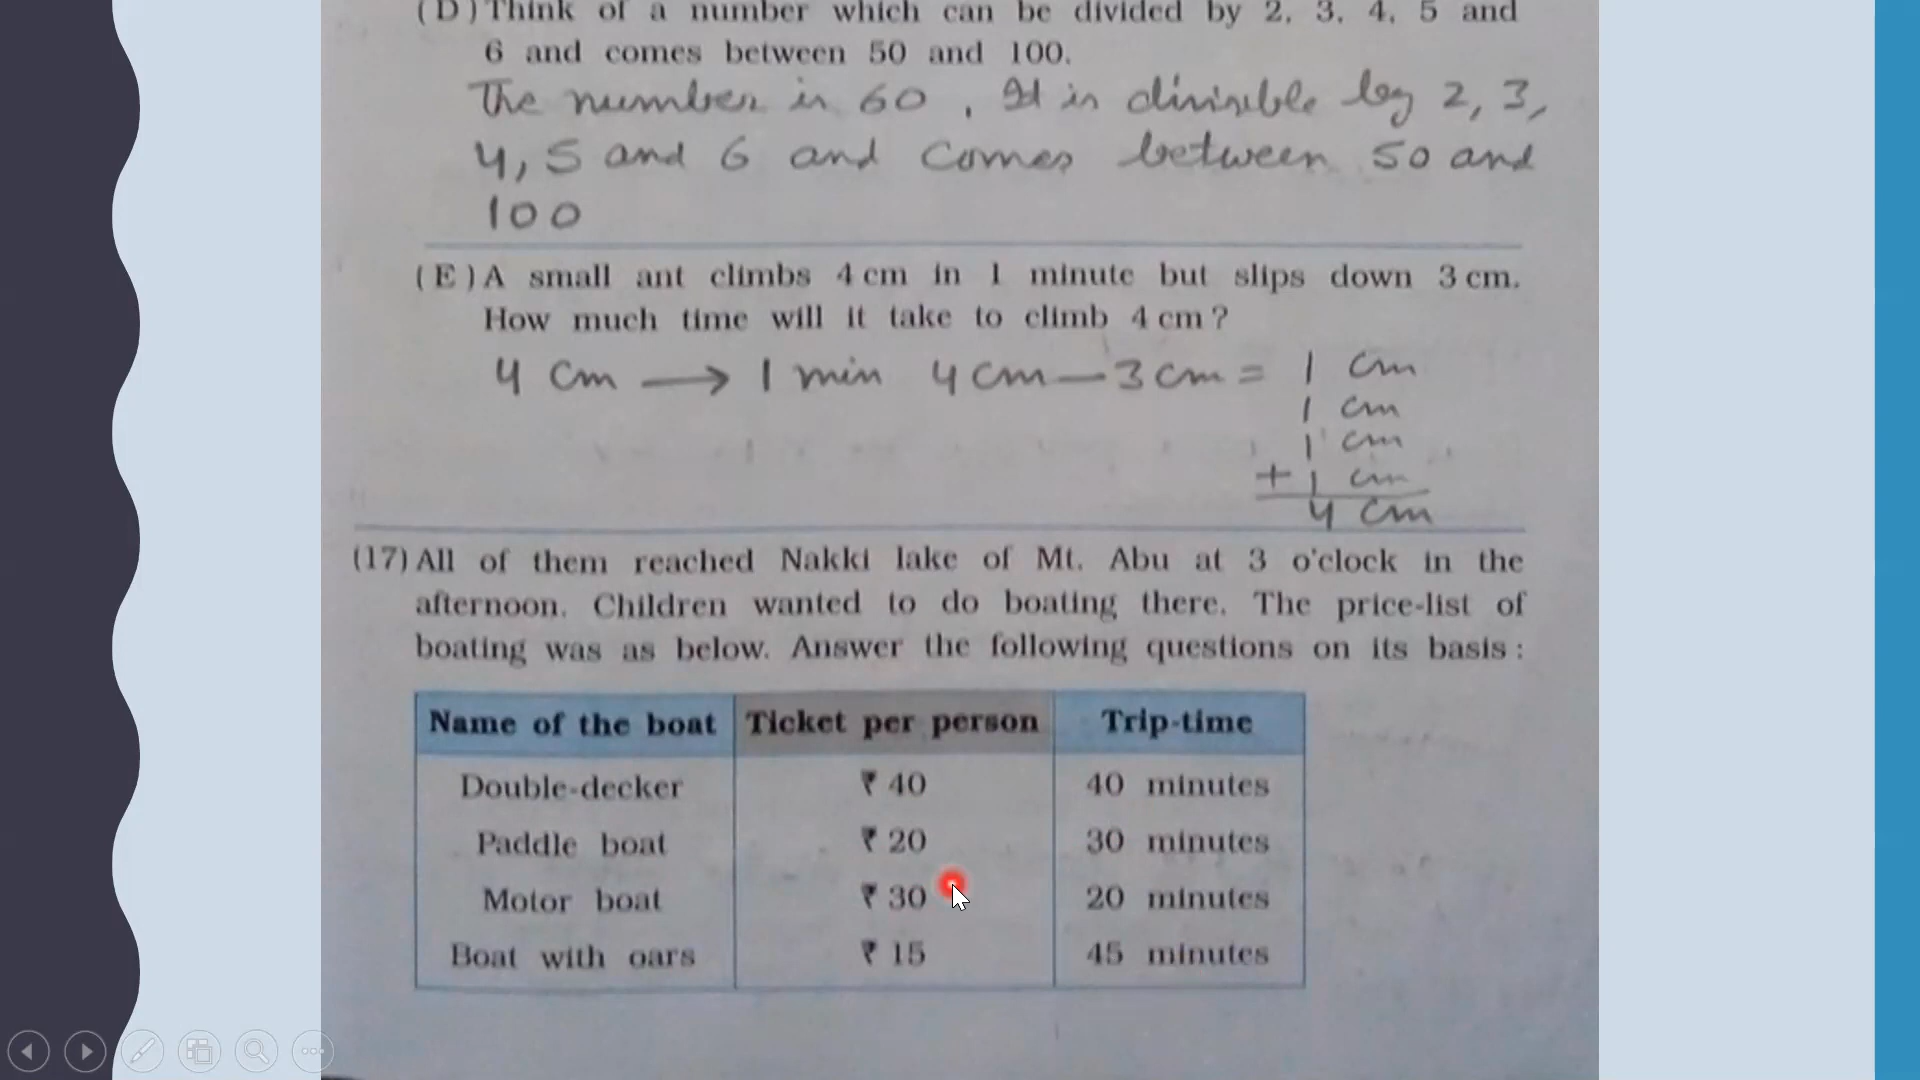 (D) Think of a number which can be divided by 2, 3, 4, 5 and
6 and comes between 50 and 100.
The number is 60 , It is divisible by 2, 3,
4, 5 and 6 and comes between 50 and
100
(E) A small ant climbs 4 cm in 1 minute but slips down 3 cm.
How much time will it take to climb 4 cm ?
4 cm → 1 min 4 cm — 3 cm = 1 cm
1 cm
1 cm
+ 1 cm
4 cm
(17) All of them reached Nakki lake of Mt. Abu at 3 o'clock in the
afternoon. Children wanted to do boating there. The price-list of
boating was as below. Answer the following questions on its basis :
Name of the boat Ticket per person Trip-time
Double-decker ₹ 40 40 minutes
Paddle boat ₹ 20 30 minutes
Motor boat ₹ 30 20 minutes
Boat with oars ₹ 15 45 minutes